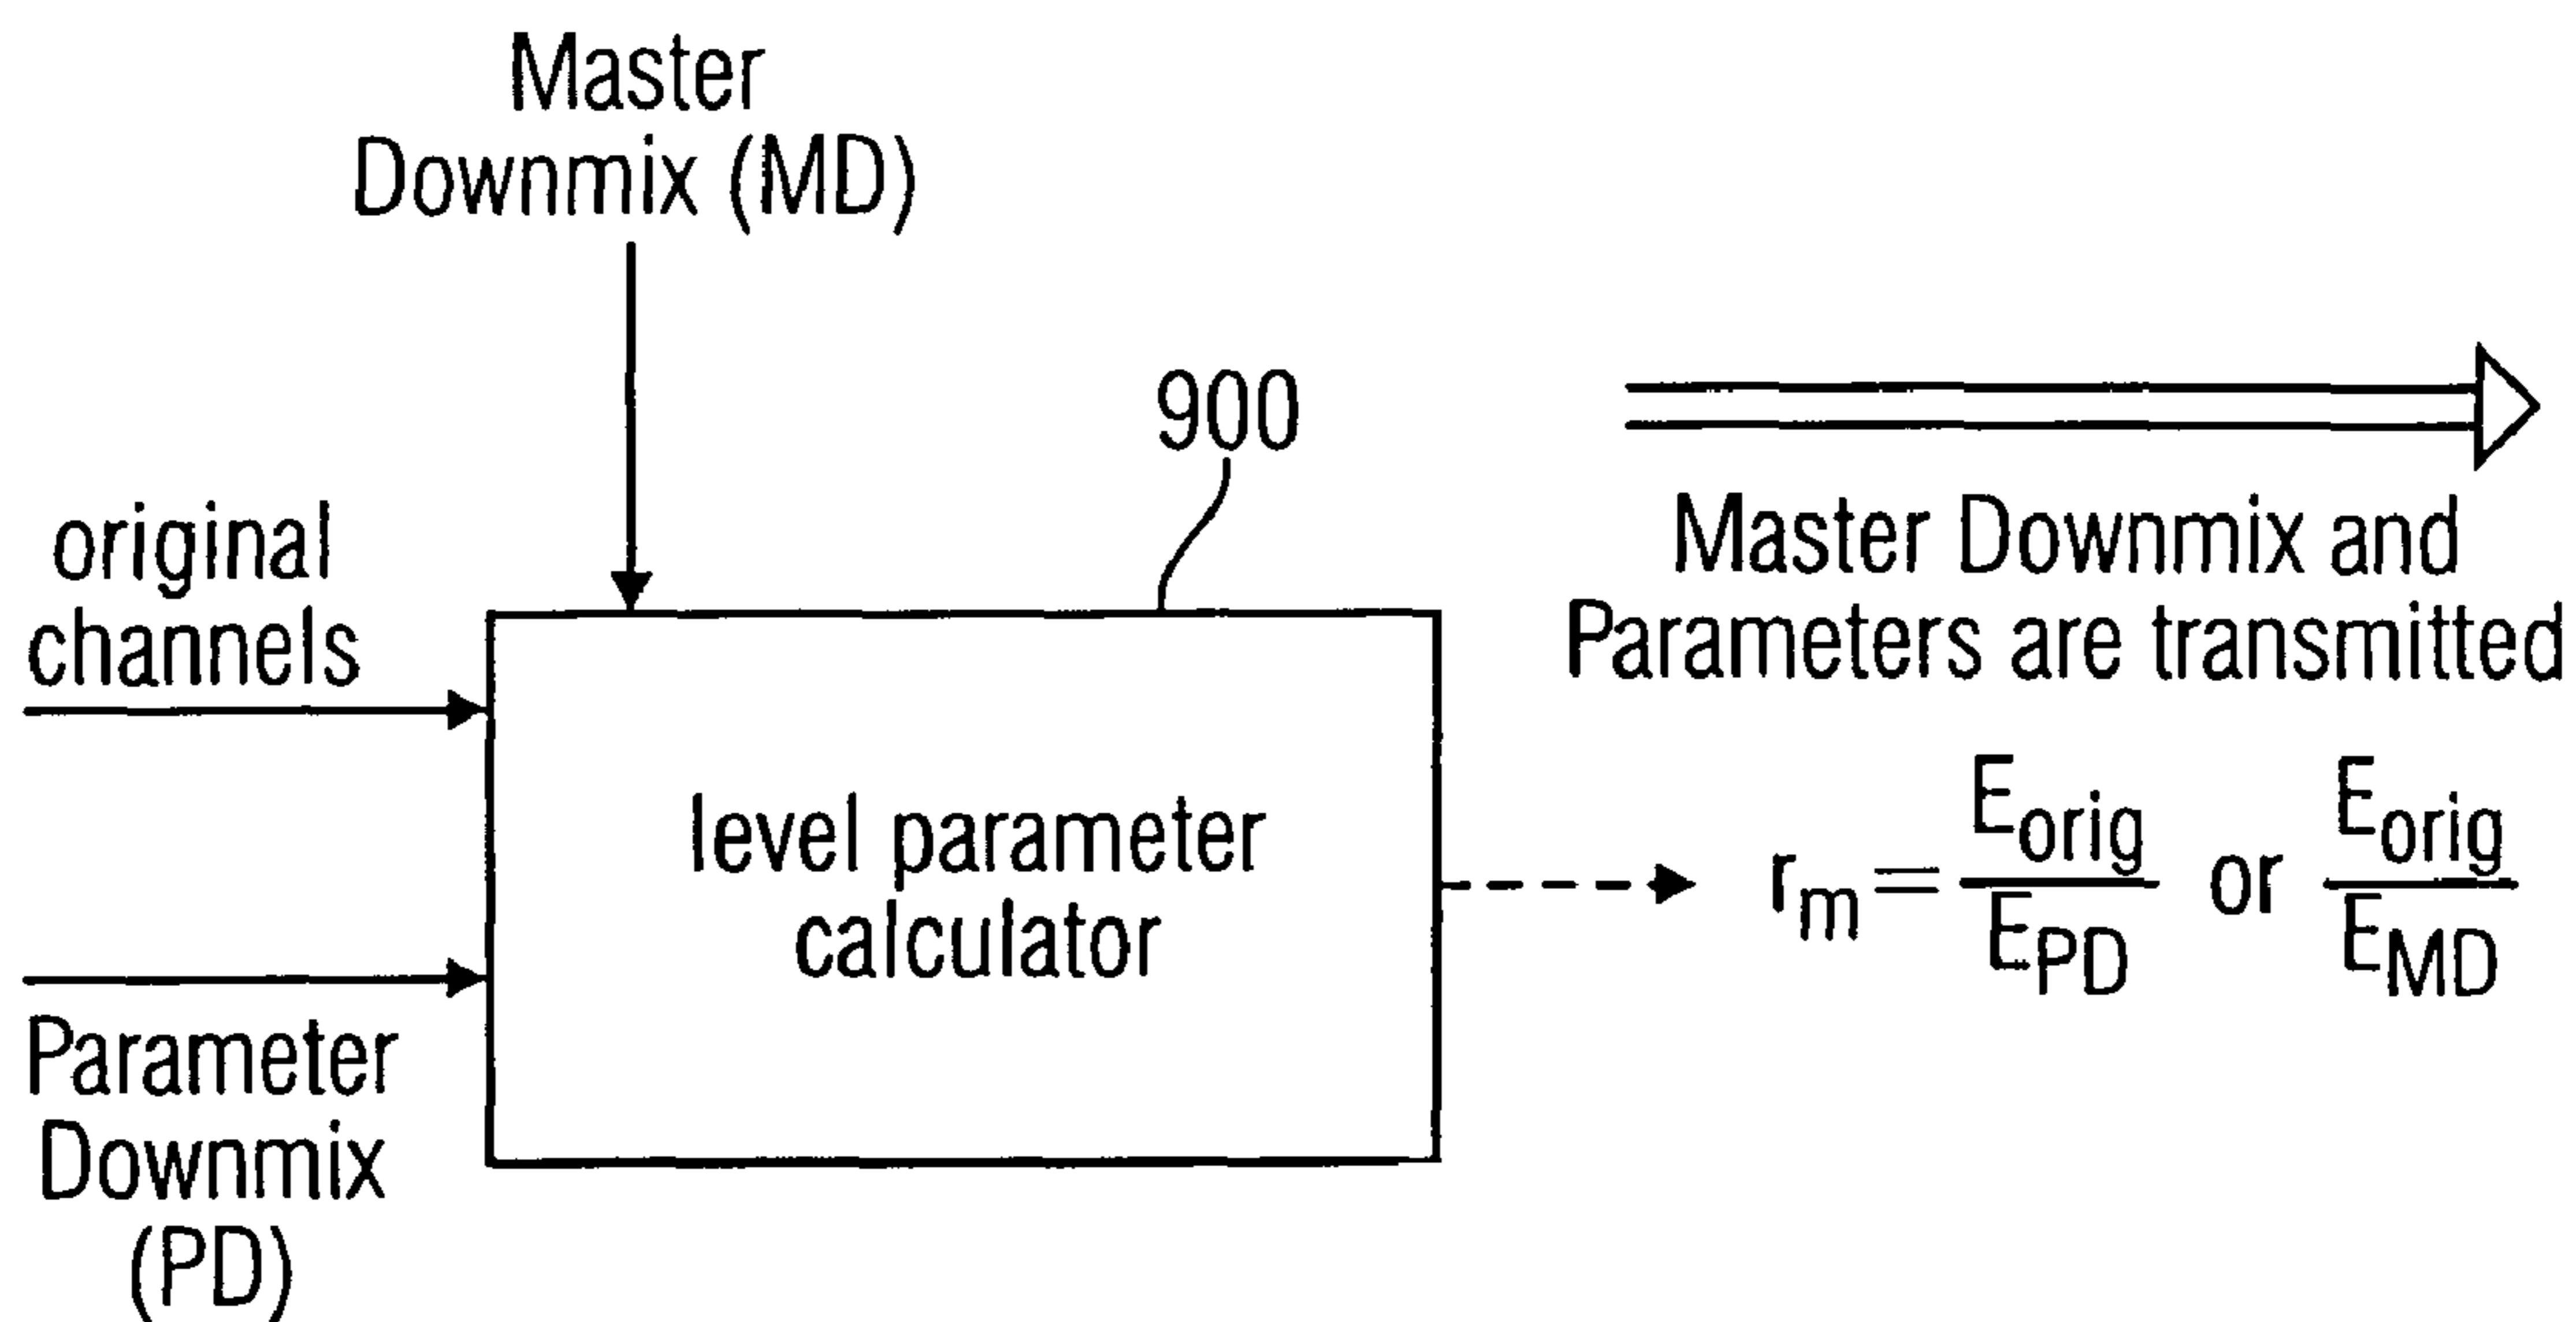 Master
Downmix (MD)
900
original
channels
Master Downmix and
Parameters are transmitted
level parameter
calculator
r_m = E_orig / E_PD or E_orig / E_MD
Parameter
Downmix
(PD)